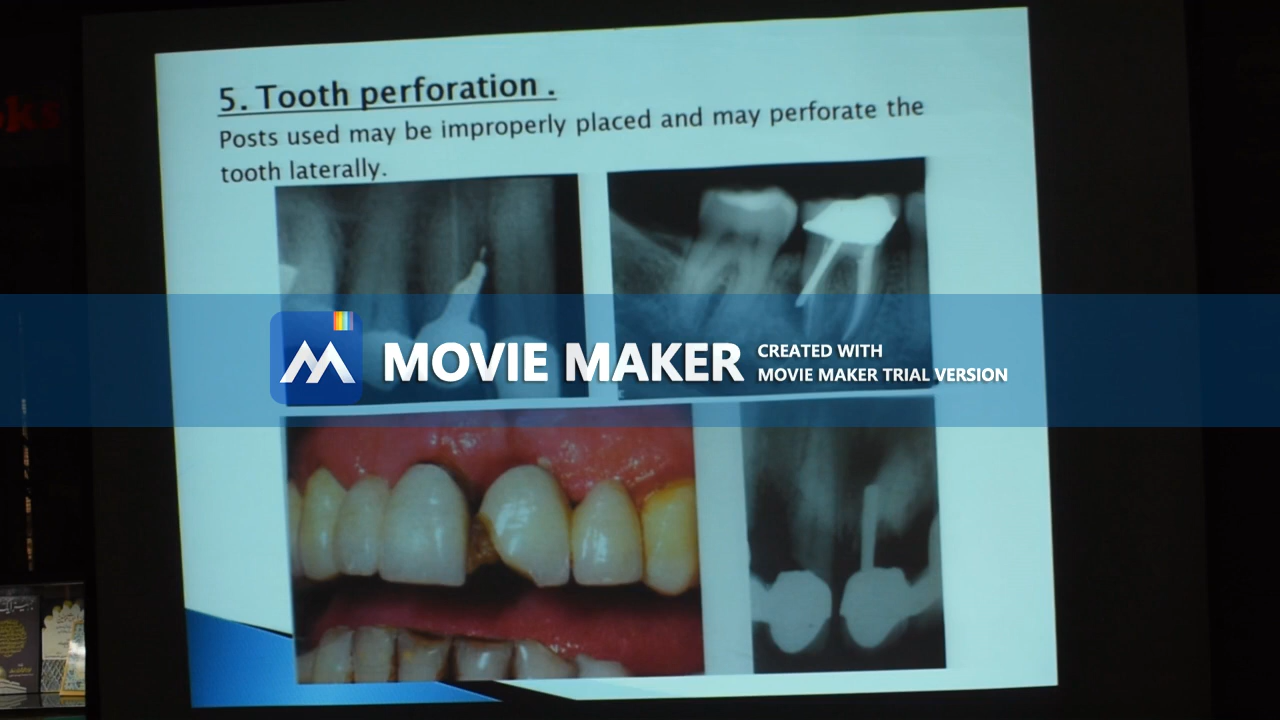 5. Tooth perforation .
Posts used may be improperly placed and may perforate the
tooth laterally.
MOVIE MAKER
CREATED WITH
MOVIE MAKER TRIAL VERSION